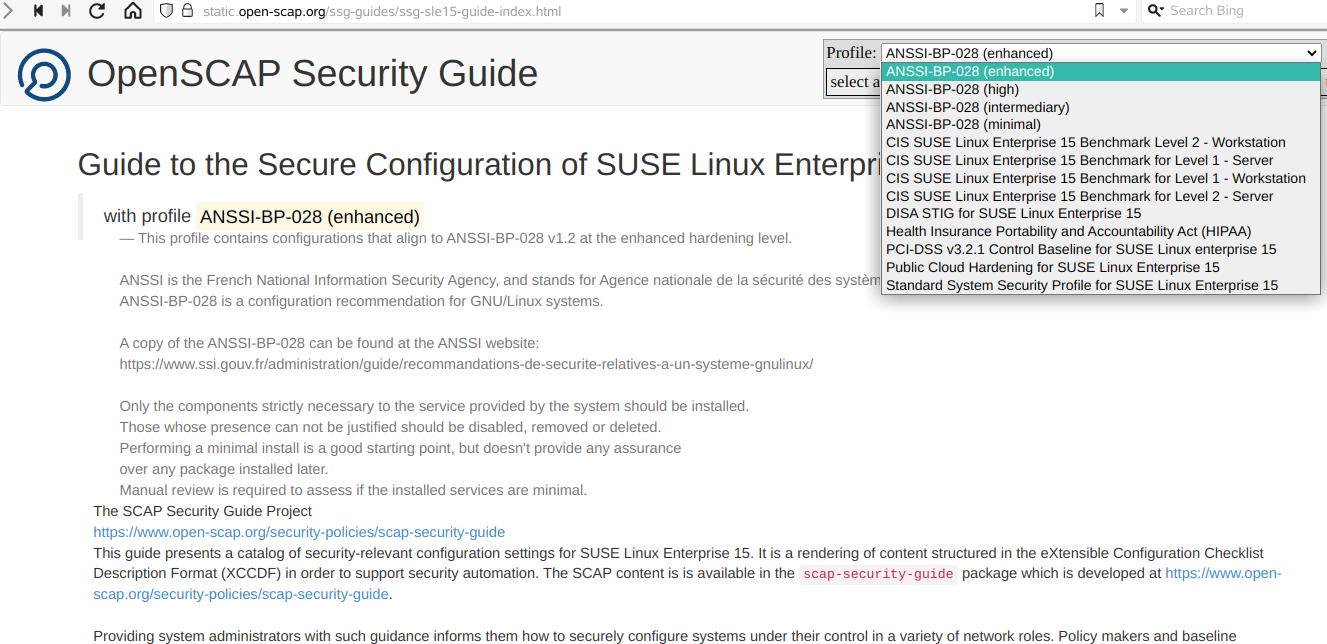 static.open-scap.org/ssg-guides/ssg-sle15-guide-index.html
Search Bing
OpenSCAP Security Guide
Profile: ANSSI-BP-028 (enhanced)
select a
ANSSI-BP-028 (enhanced)
ANSSI-BP-028 (high)
ANSSI-BP-028 (intermediary)
ANSSI-BP-028 (minimal)
CIS SUSE Linux Enterprise 15 Benchmark Level 2 - Workstation
CIS SUSE Linux Enterprise 15 Benchmark for Level 1 - Server
CIS SUSE Linux Enterprise 15 Benchmark for Level 1 - Workstation
CIS SUSE Linux Enterprise 15 Benchmark for Level 2 - Server
DISA STIG for SUSE Linux Enterprise 15
Health Insurance Portability and Accountability Act (HIPAA)
PCI-DSS v3.2.1 Control Baseline for SUSE Linux enterprise 15
Public Cloud Hardening for SUSE Linux Enterprise 15
Standard System Security Profile for SUSE Linux Enterprise 15
Guide to the Secure Configuration of SUSE Linux Enterpri
with profile ANSSI-BP-028 (enhanced)
— This profile contains configurations that align to ANSSI-BP-028 v1.2 at the enhanced hardening level.
ANSSI is the French National Information Security Agency, and stands for Agence nationale de la sécurité des systèm
ANSSI-BP-028 is a configuration recommendation for GNU/Linux systems.
A copy of the ANSSI-BP-028 can be found at the ANSSI website:
https://www.ssi.gouv.fr/administration/guide/recommandations-de-securite-relatives-a-un-systeme-gnulinux/
Only the components strictly necessary to the service provided by the system should be installed.
Those whose presence can not be justified should be disabled, removed or deleted.
Performing a minimal install is a good starting point, but doesn't provide any assurance
over any package installed later.
Manual review is required to assess if the installed services are minimal.
The SCAP Security Guide Project
https://www.open-scap.org/security-policies/scap-security-guide
This guide presents a catalog of security-relevant configuration settings for SUSE Linux Enterprise 15. It is a rendering of content structured in the eXtensible Configuration Checklist
Description Format (XCCDF) in order to support security automation. The SCAP content is is available in the scap-security-guide package which is developed at https://www.open-
scap.org/security-policies/scap-security-guide.
Providing system administrators with such guidance informs them how to securely configure systems under their control in a variety of network roles. Policy makers and baseline